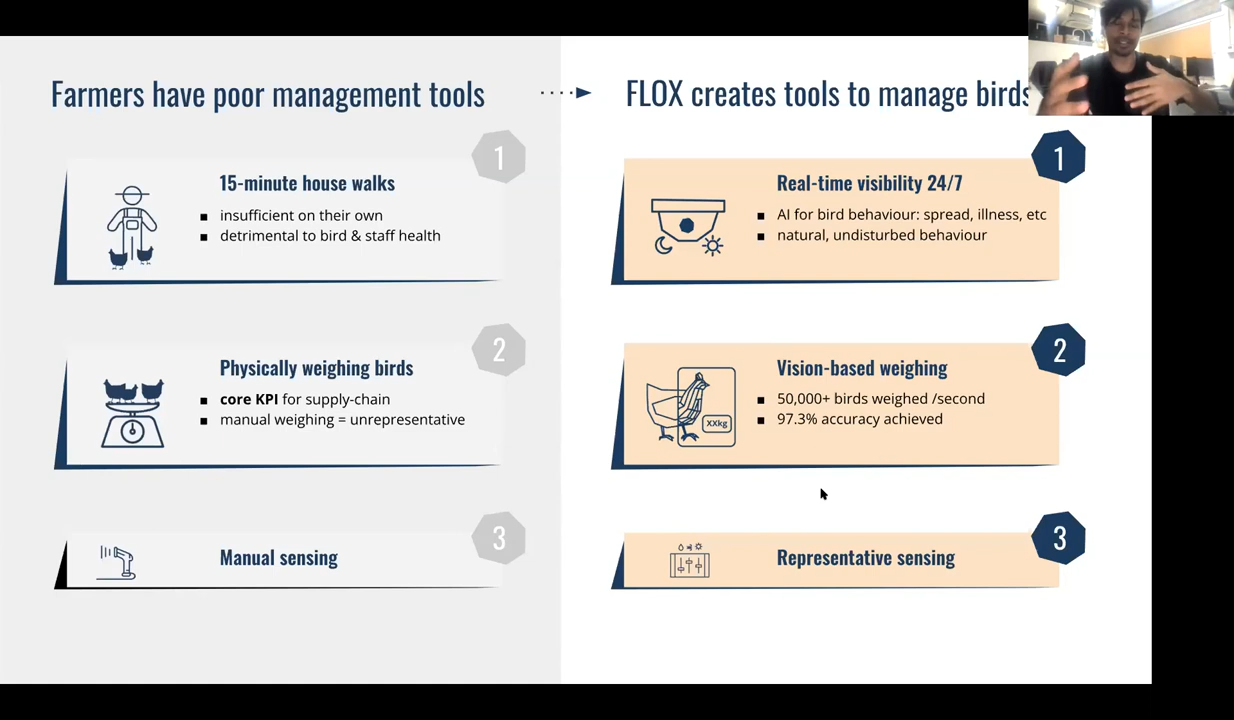 Farmers have poor management tools
1
15-minute house walks
▪ insufficient on their own
▪ detrimental to bird & staff health
2
Physically weighing birds
▪ core KPI for supply-chain
▪ manual weighing = unrepresentative
3
Manual sensing
FLOX creates tools to manage birds
1
Real-time visibility 24/7
▪ AI for bird behaviour: spread, illness, etc
▪ natural, undisturbed behaviour
2
Vision-based weighing
▪ 50,000+ birds weighed /second
▪ 97.3% accuracy achieved
XXkg
3
Representative sensing